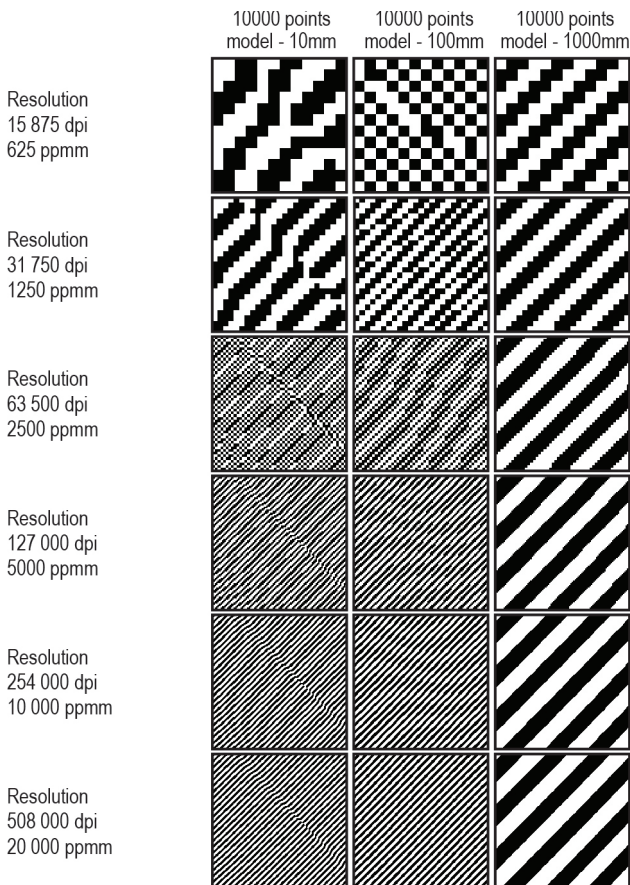 10000 points
model - 10mm
10000 points
model - 100mm
10000 points
model - 1000mm
Resolution
15 875 dpi
625 ppmm
Resolution
31 750 dpi
1250 ppmm
Resolution
63 500 dpi
2500 ppmm
Resolution
127 000 dpi
5000 ppmm
Resolution
254 000 dpi
10 000 ppmm
Resolution
508 000 dpi
20 000 ppmm